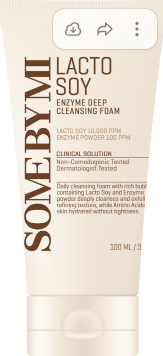 SOMEBYMI
LACTO
SOY
ENZYME DEEP
CLEANSING FOAM
LACTO SOY 10,000 PPM
ENZYME POWDER 100 PPM
CLINICAL SOLUTION
Non-Comedogenic Tested
Dermatologist Tested
Daily cleansing foam with rich bubb
containing Lacto Soy and Enzyme
powder deeply cleanses and exfol
refining texture, while Amino Acids
skin hydrated without tightness.
100 ML / 3